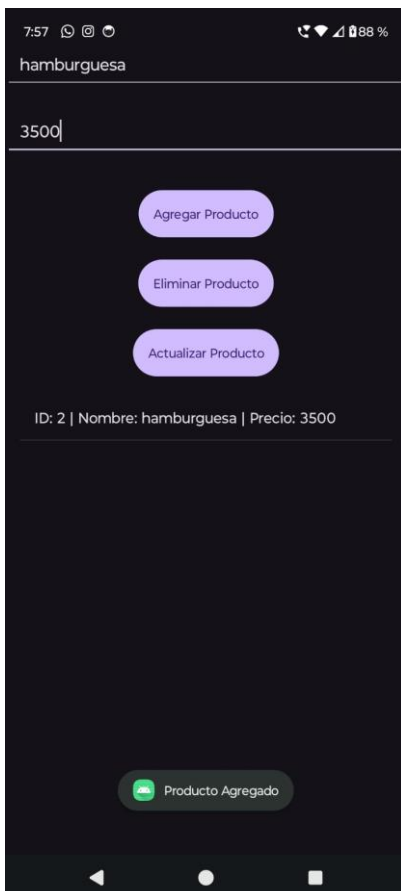 7:57 88 %
hamburguesa
3500
Agregar Producto
Eliminar Producto
Actualizar Producto
ID: 2 | Nombre: hamburguesa | Precio: 3500
Producto Agregado